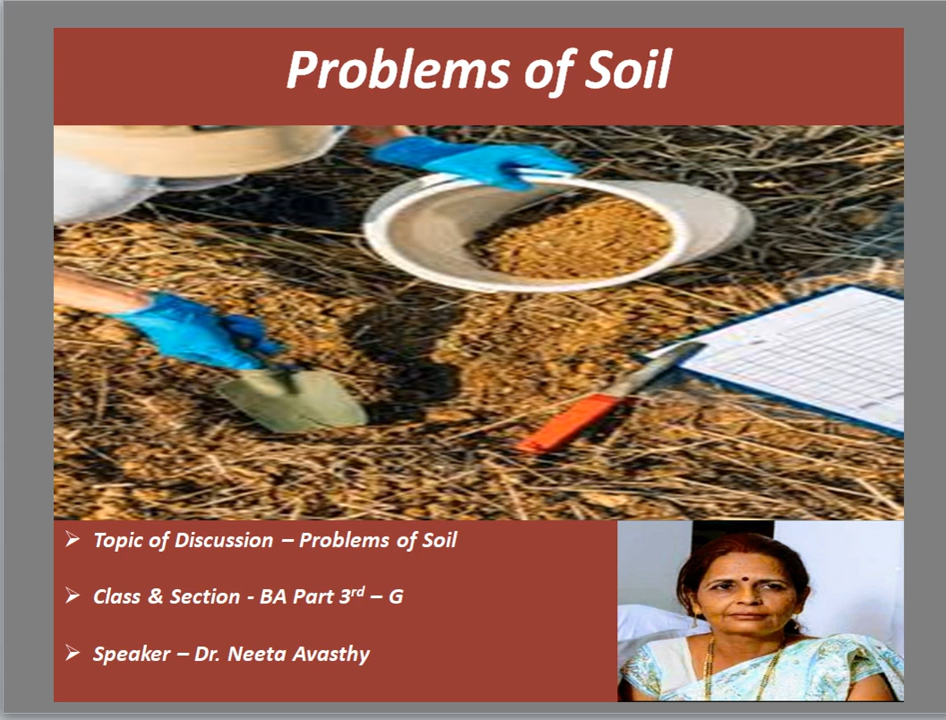 Problems of Soil
➢ Topic of Discussion – Problems of Soil
➢ Class & Section - BA Part 3rd – G
➢ Speaker – Dr. Neeta Avasthy